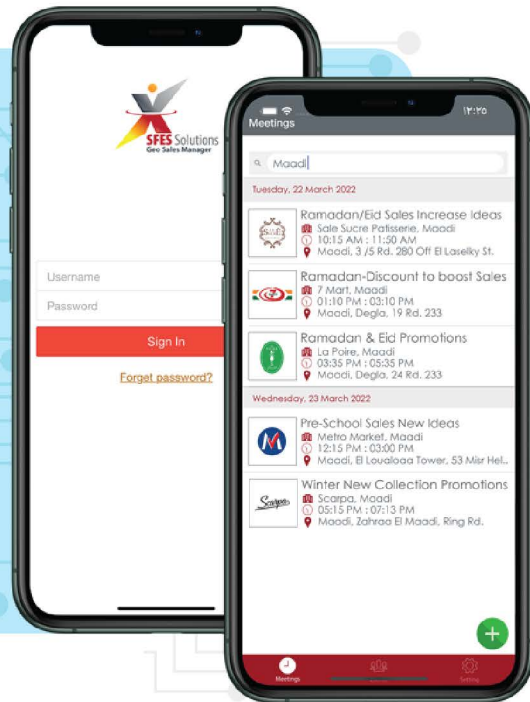 SFES Solutions
Geo Sales Manager
Username
Password
Sign In
Forget password?
١٢:٢٥
Meetings
Maadi
Tuesday, 22 March 2022
Ramadan/Eid Sales Increase Ideas
Sale Sucre Patisserie, Maadi
10:15 AM : 11:50 AM
Maadi, 3 /5 Rd. 280 Off El Laselky St.
Ramadan-Discount to boost Sales
7 Mart, Maadi
01:10 PM : 03:10 PM
Maadi, Degla, 19 Rd. 233
Ramadan & Eid Promotions
La Poire, Maadi
03:35 PM : 05:35 PM
Maadi, Degla, 24 Rd. 233
Wednesday, 23 March 2022
Pre-School Sales New Ideas
Metro Market, Maadi
12:15 PM : 03:00 PM
Maadi, El Loualoaa Tower, 53 Misr Hel..
Winter New Collection Promotions
Scarpa
Scarpa, Maadi
05:15 PM : 07:13 PM
Maadi, Zahraa El Maadi, Ring Rd.
Meetings
Setting